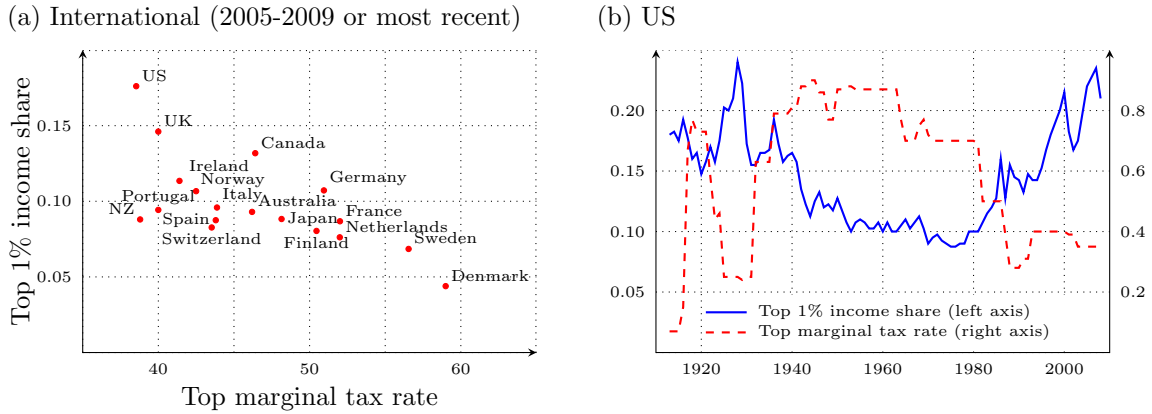 (a) International (2005-2009 or most recent)
Top 1% income share
0.15
0.10
0.05
US
UK
Canada
Ireland
Norway
Germany
Portugal
Italy
Australia
NZ
Spain
Japan
France
Switzerland
Finland
Netherlands
Sweden
Denmark
40
50
60
Top marginal tax rate
(b) US
0.20
0.15
0.10
0.05
0.8
0.6
0.4
0.2
Top 1% income share (left axis)
Top marginal tax rate (right axis)
1920
1940
1960
1980
2000